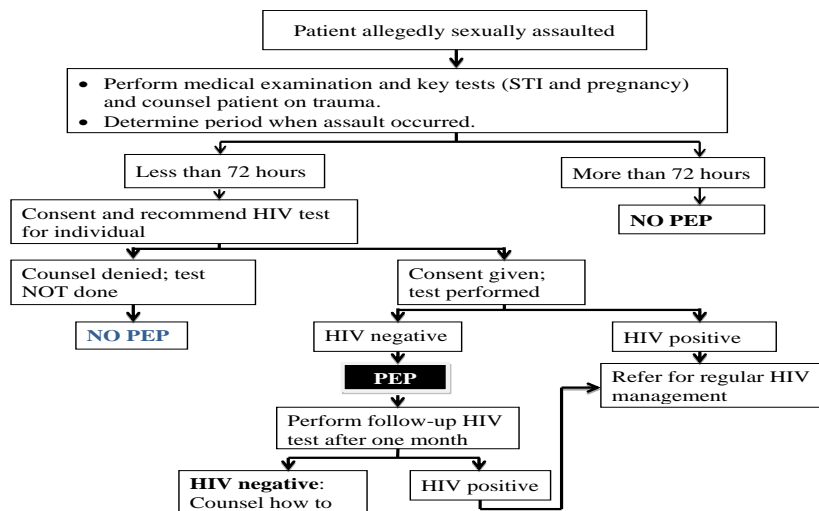 Patient allegedly sexually assaulted
• Perform medical examination and key tests (STI and pregnancy)
and counsel patient on trauma.
• Determine period when assault occurred.
Less than 72 hours
More than 72 hours
Consent and recommend HIV test
for individual
NO PEP
Counsel denied; test
NOT done
Consent given;
test performed
NO PEP
HIV negative
HIV positive
PEP
Refer for regular HIV
management
Perform follow-up HIV
test after one month
HIV negative:
Counsel how to
HIV positive